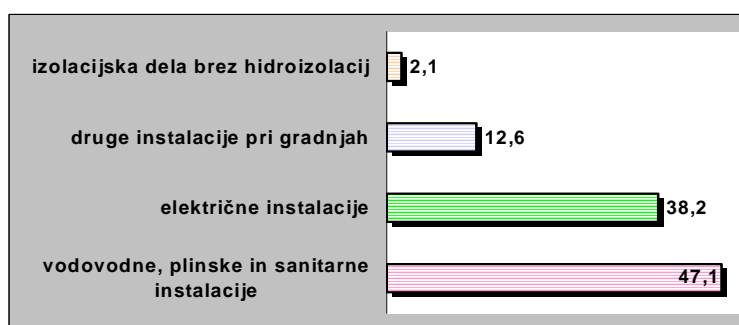 izolacijska dela brez hidroizolacij 2,1
druge instalacije pri gradnjah 12,6
električne instalacije 38,2
vodovodne, plinske in sanitarne
instalacije 47,1